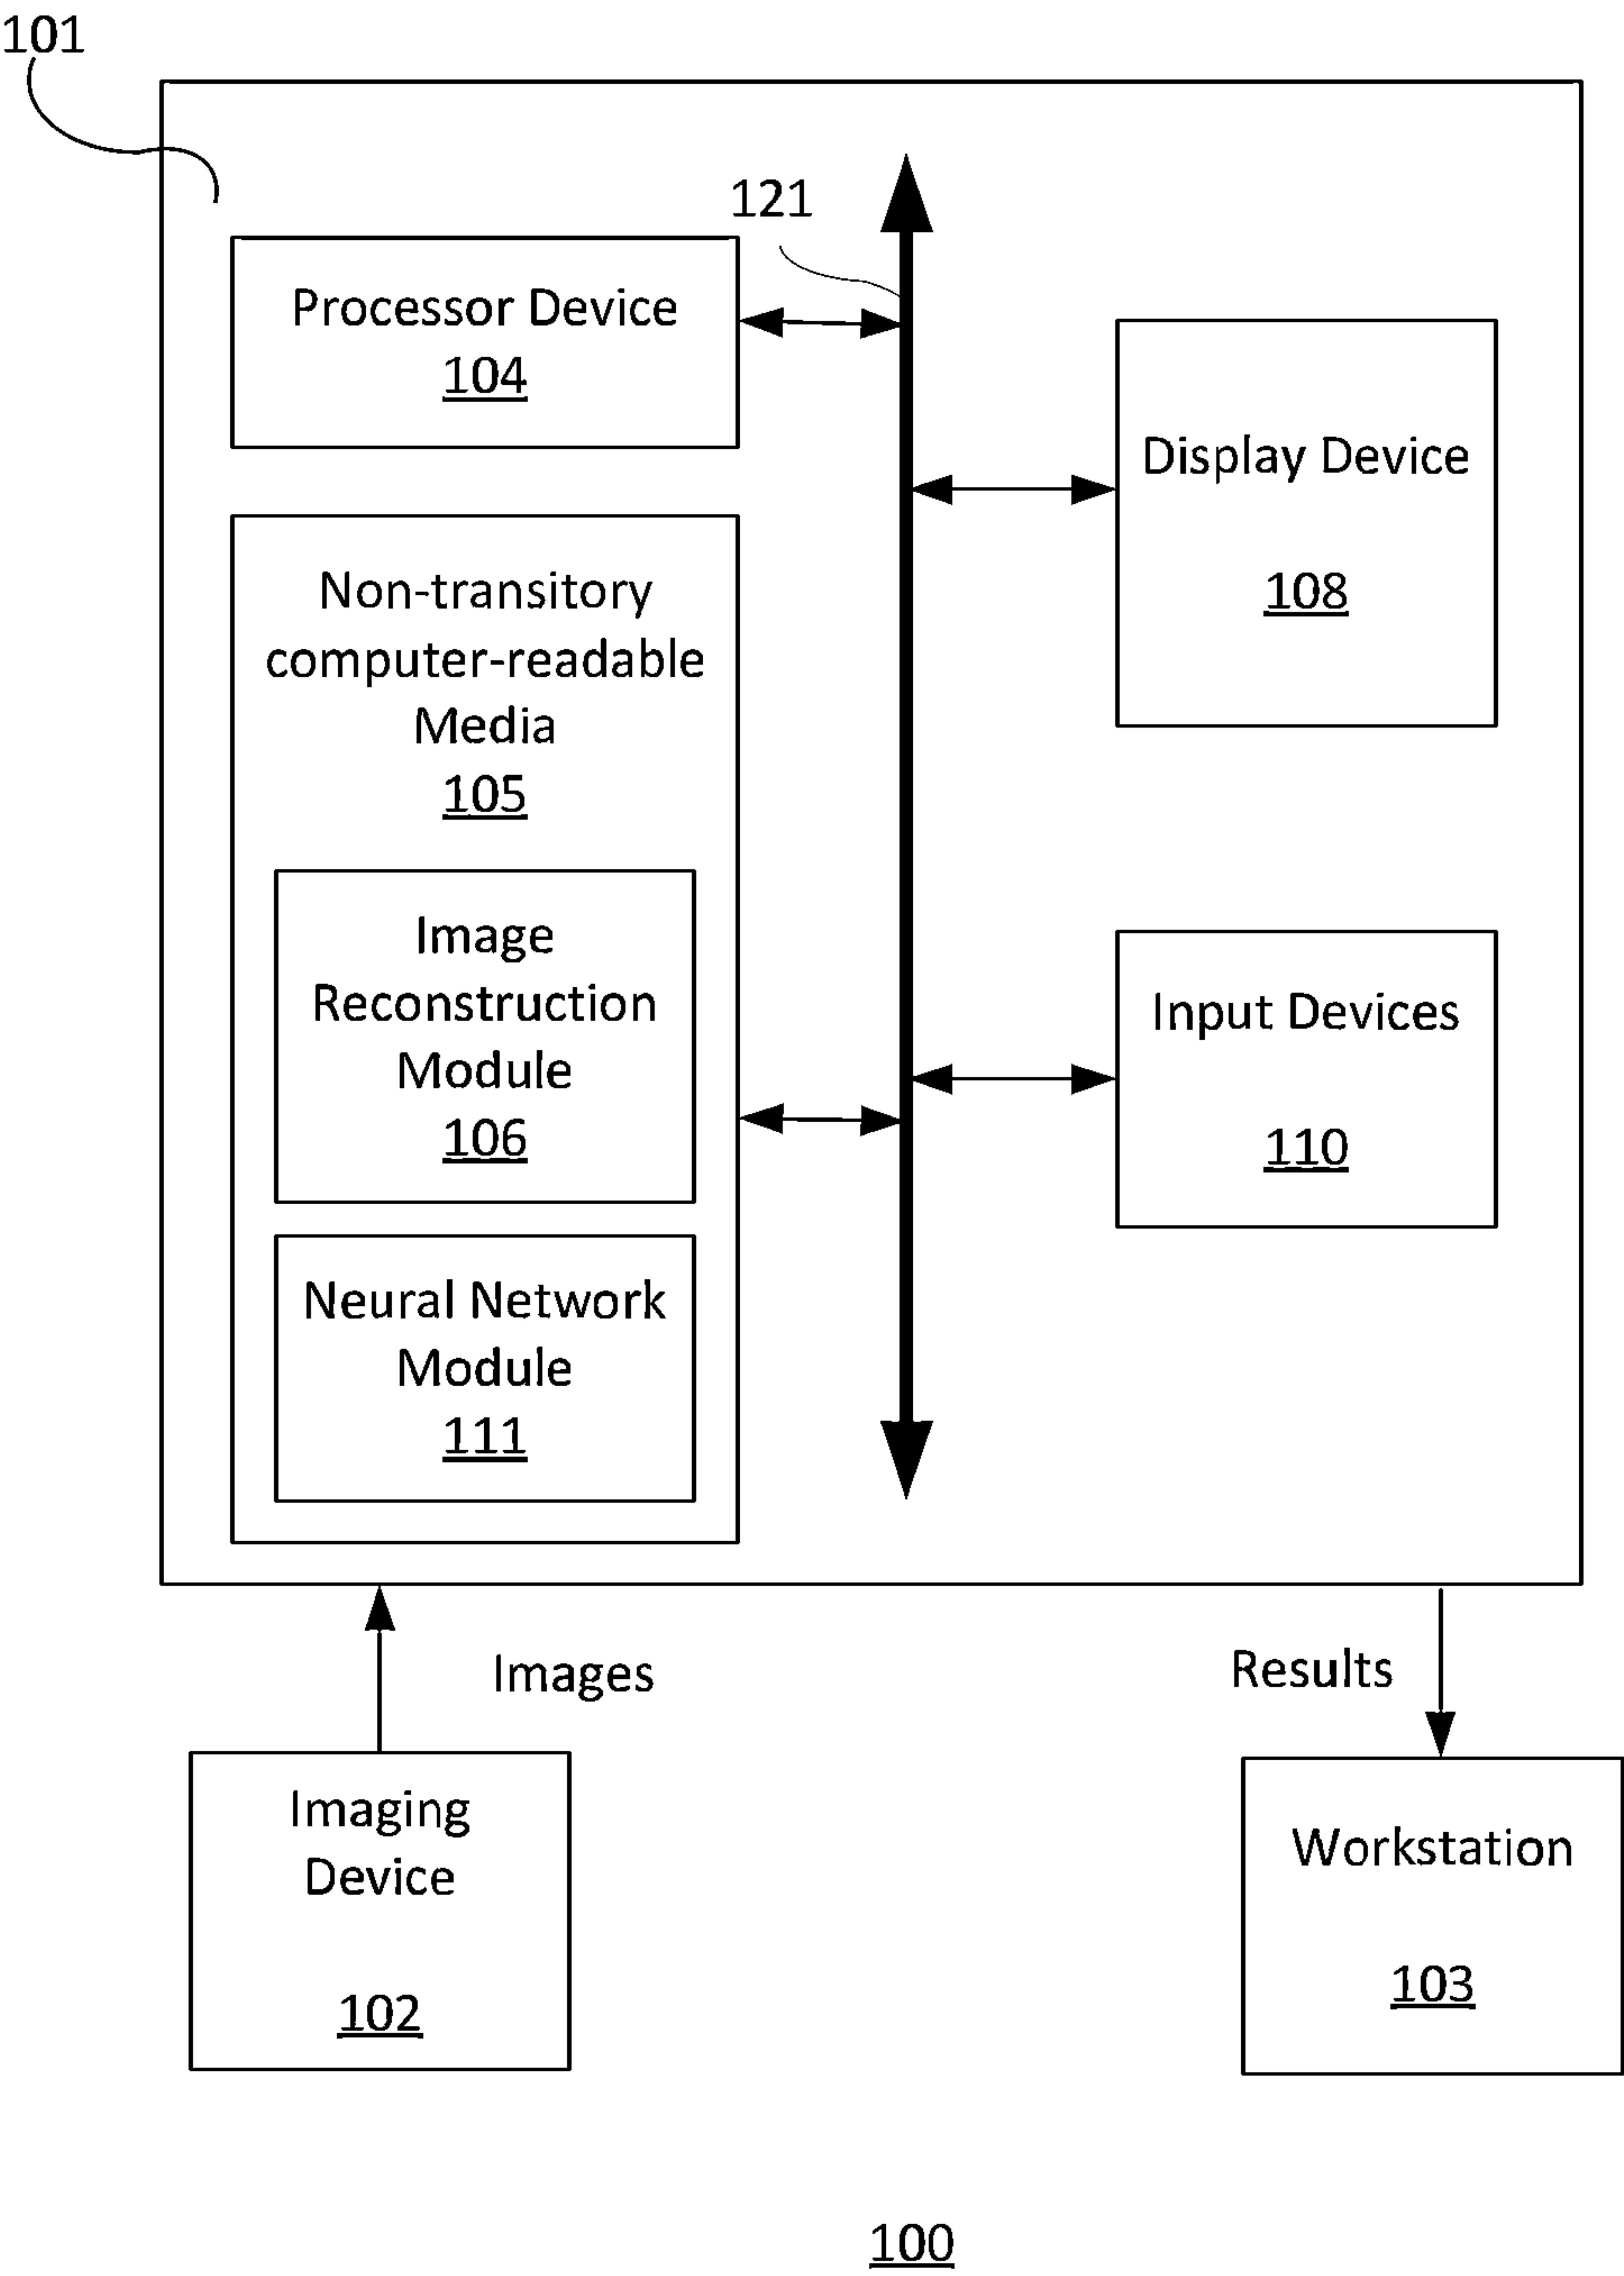 101
121
Processor Device
104
Display Device
108
Non-transitory
computer-readable
Media
105
Image
Reconstruction
Module
106
Input Devices
110
Neural Network
Module
111
Images
Results
Imaging
Device
102
Workstation
103
100